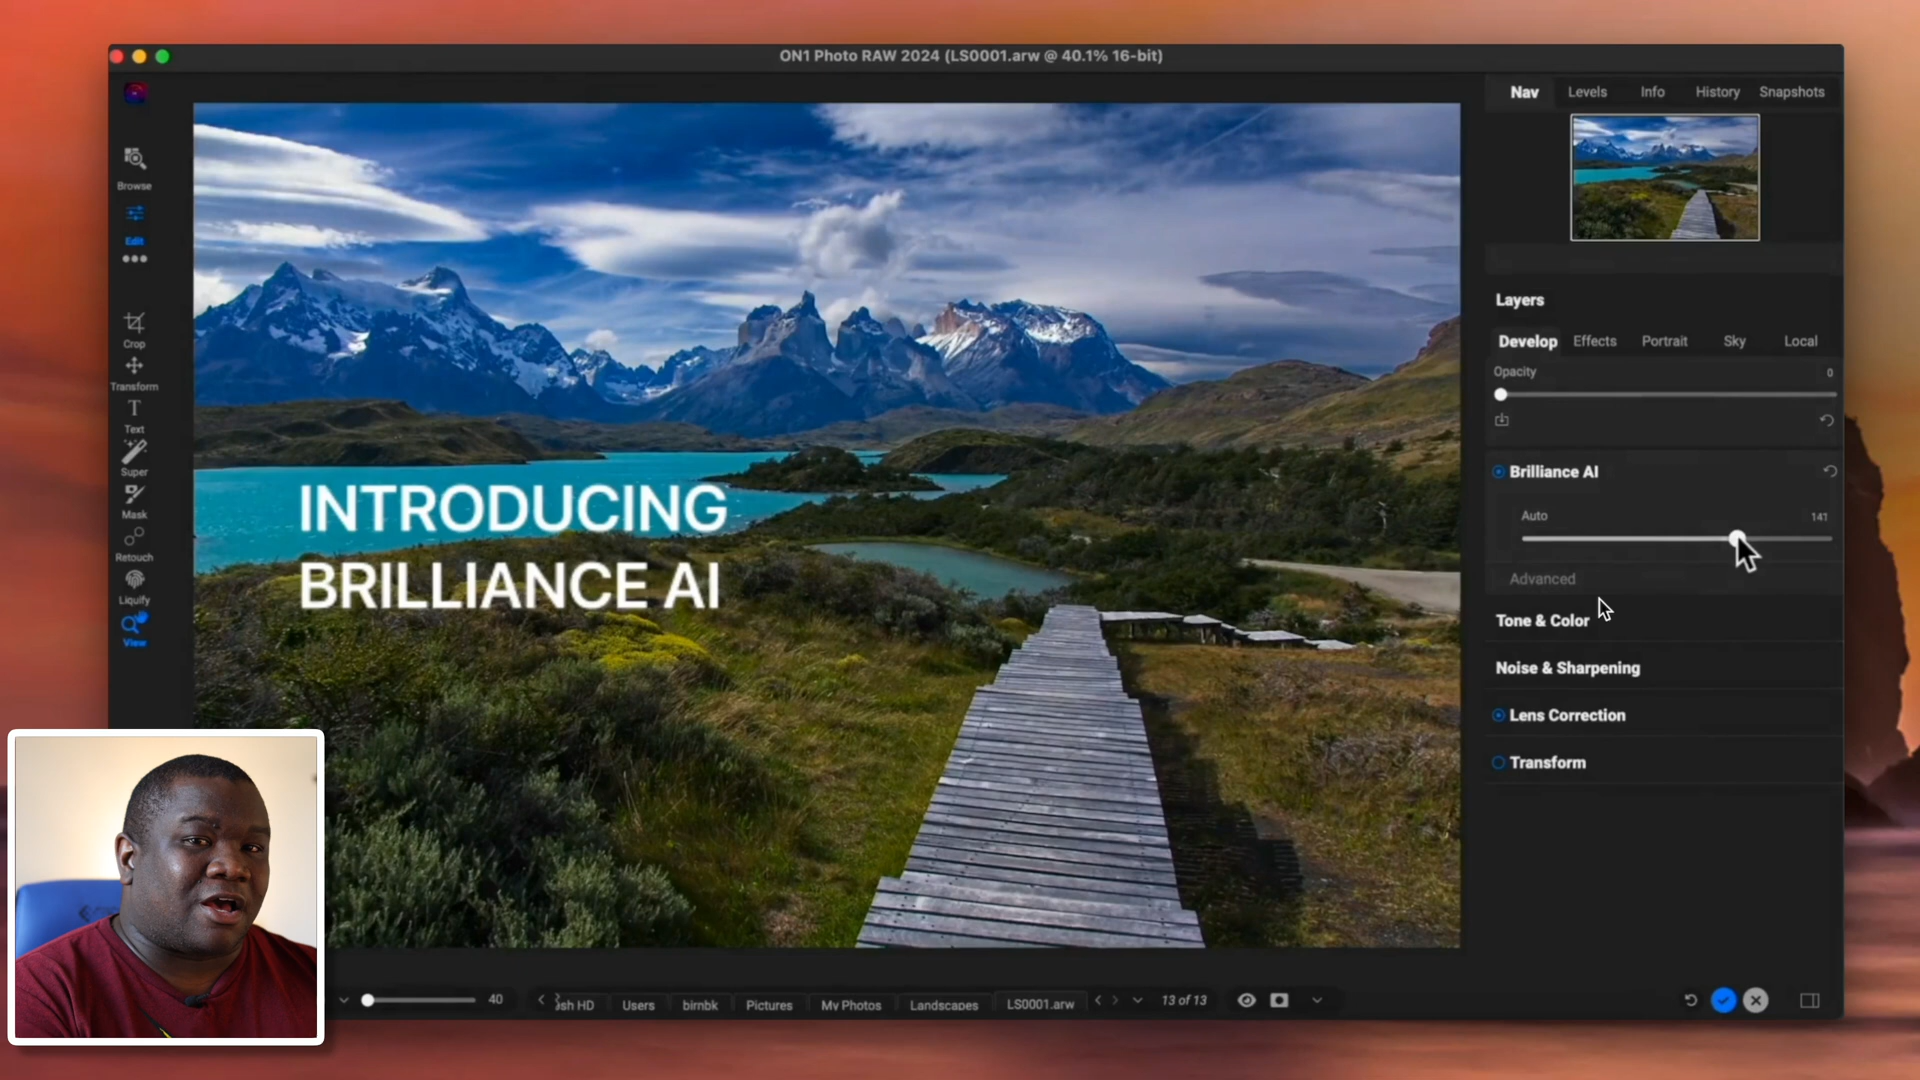 ON1 Photo RAW 2024 (LS0001.arw @ 40.1% 16-bit)
Nav Levels Info History Snapshots
Browse
Edit
Crop
Transform
T
Text
Super
Mask
Retouch
Liquify
View
INTRODUCING
BRILLIANCE AI
Layers
Develop Effects Portrait Sky Local
Opacity 0
Brilliance AI
Auto 141
Advanced
Tone & Color
Noise & Sharpening
Lens Correction
Transform
40 sh HD Users birnbk Pictures My Photos Landscapes LS0001.arw 13 of 13